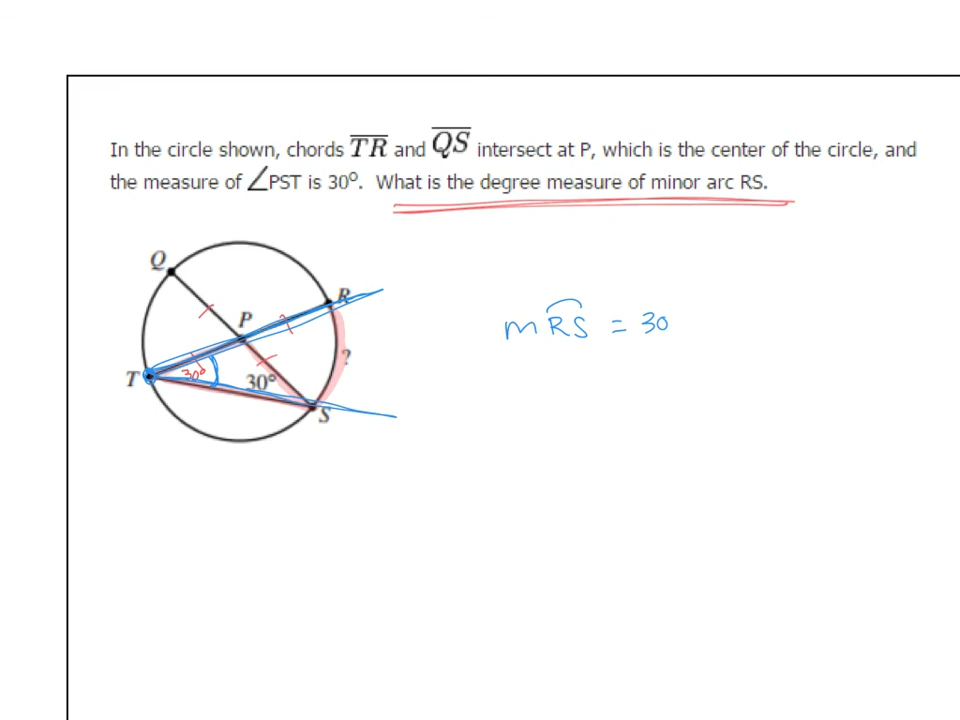 In the circle shown, chords TR and QS intersect at P, which is the center of the circle, and
the measure of ∠PST is 30°. What is the degree measure of minor arc RS.
Q
R
P
m RS = 30
?
T
30°
30°
S